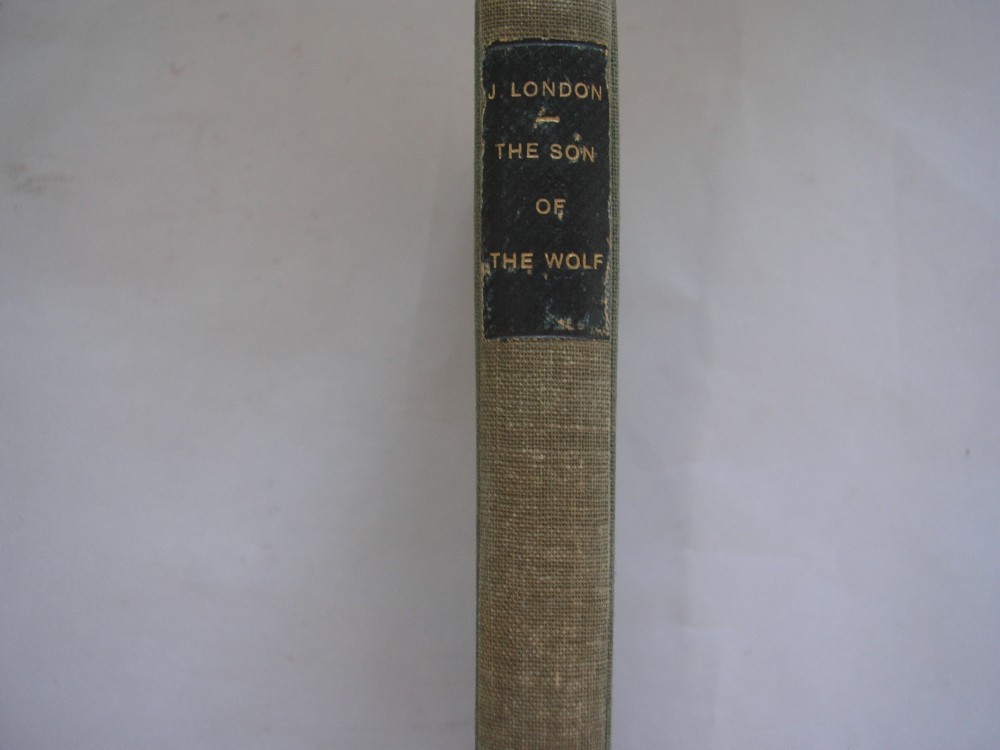 J. LONDON
THE SON
OF
THE WOLF